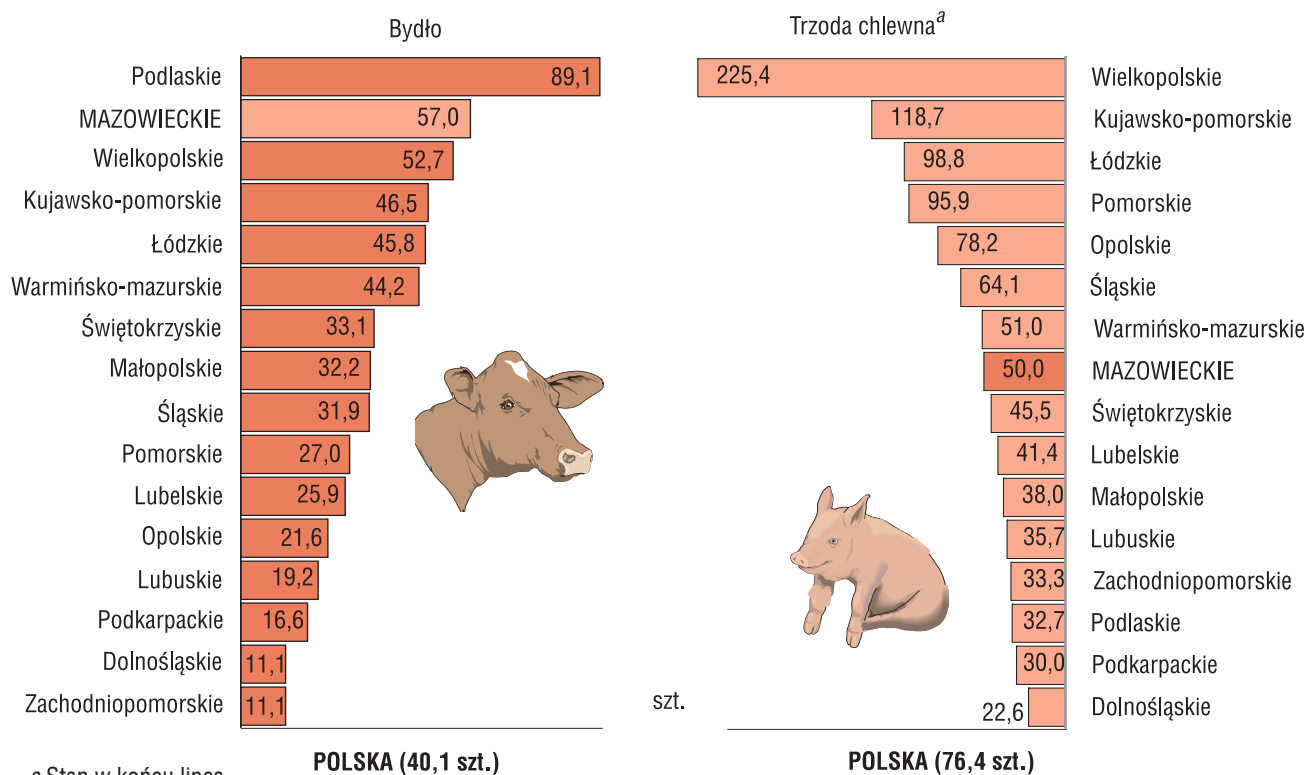 Bydło
Podlaskie 89,1
MAZOWIECKIE 57,0
Wielkopolskie 52,7
Kujawsko-pomorskie 46,5
Łódzkie 45,8
Warmińsko-mazurskie 44,2
Świętokrzyskie 33,1
Małopolskie 32,2
Śląskie 31,9
Pomorskie 27,0
Lubelskie 25,9
Opolskie 21,6
Lubuskie 19,2
Podkarpackie 16,6
Dolnośląskie 11,1
Zachodniopomorskie 11,1
POLSKA (40,1 szt.)
szt.
Trzoda chlewna a
225,4 Wielkopolskie
118,7 Kujawsko-pomorskie
98,8 Łódzkie
95,9 Pomorskie
78,2 Opolskie
64,1 Śląskie
51,0 Warmińsko-mazurskie
50,0 MAZOWIECKIE
45,5 Świętokrzyskie
41,4 Lubelskie
38,0 Małopolskie
35,7 Lubuskie
33,3 Zachodniopomorskie
32,7 Podlaskie
30,0 Podkarpackie
22,6 Dolnośląskie
POLSKA (76,4 szt.)
a Stan w końcu lipca